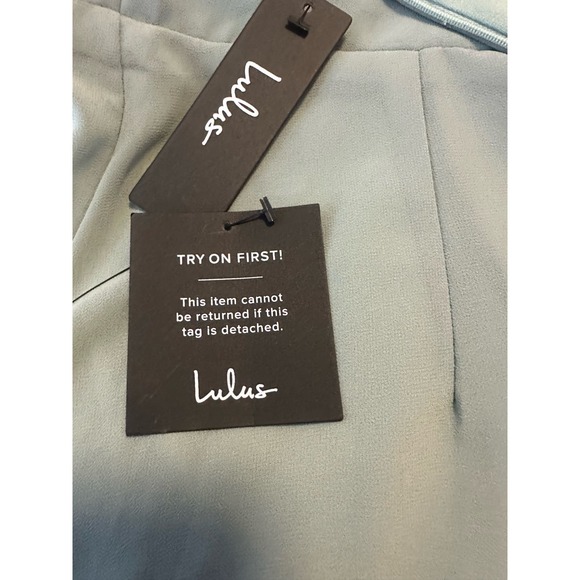 Lulus
TRY ON FIRST!
This item cannot
be returned if this
tag is detached.
Lulus